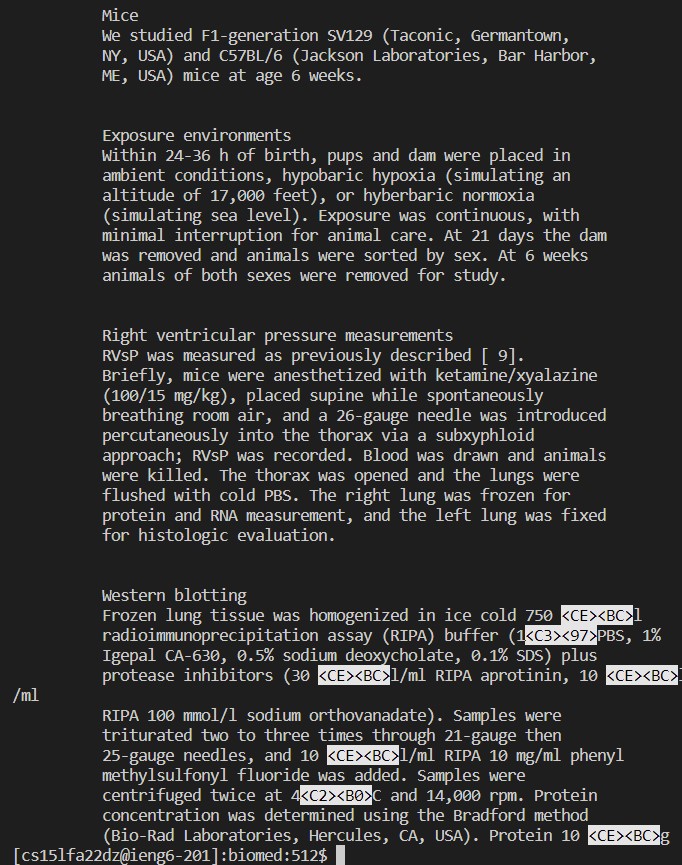 Mice
We studied F1-generation SV129 (Taconic, Germantown,
NY, USA) and C57BL/6 (Jackson Laboratories, Bar Harbor,
ME, USA) mice at age 6 weeks.
Exposure environments
Within 24-36 h of birth, pups and dam were placed in
ambient conditions, hypobaric hypoxia (simulating an
altitude of 17,000 feet), or hyberbaric normoxia
(simulating sea level). Exposure was continuous, with
minimal interruption for animal care. At 21 days the dam
was removed and animals were sorted by sex. At 6 weeks
animals of both sexes were removed for study.
Right ventricular pressure measurements
RVsP was measured as previously described [ 9].
Briefly, mice were anesthetized with ketamine/xyalazine
(100/15 mg/kg), placed supine while spontaneously
breathing room air, and a 26-gauge needle was introduced
percutaneously into the thorax via a subxyphloid
approach; RVsP was recorded. Blood was drawn and animals
were killed. The thorax was opened and the lungs were
flushed with cold PBS. The right lung was frozen for
protein and RNA measurement, and the left lung was fixed
for histologic evaluation.
Western blotting
Frozen lung tissue was homogenized in ice cold 750 <CE><BC>l
radioimmunoprecipitation assay (RIPA) buffer (1<C3><97>PBS, 1%
Igepal CA-630, 0.5% sodium deoxycholate, 0.1% SDS) plus
protease inhibitors (30 <CE><BC>l/ml RIPA aprotinin, 10 <CE><BC>l
/ml
RIPA 100 mmol/l sodium orthovanadate). Samples were
triturated two to three times through 21-gauge then
25-gauge needles, and 10 <CE><BC>l/ml RIPA 10 mg/ml phenyl
methylsulfonyl fluoride was added. Samples were
centrifuged twice at 4<C2><B0>C and 14,000 rpm. Protein
concentration was determined using the Bradford method
(Bio-Rad Laboratories, Hercules, CA, USA). Protein 10 <CE><BC>g
[cs15lfa22dz@ieng6-201]:biomed:512$